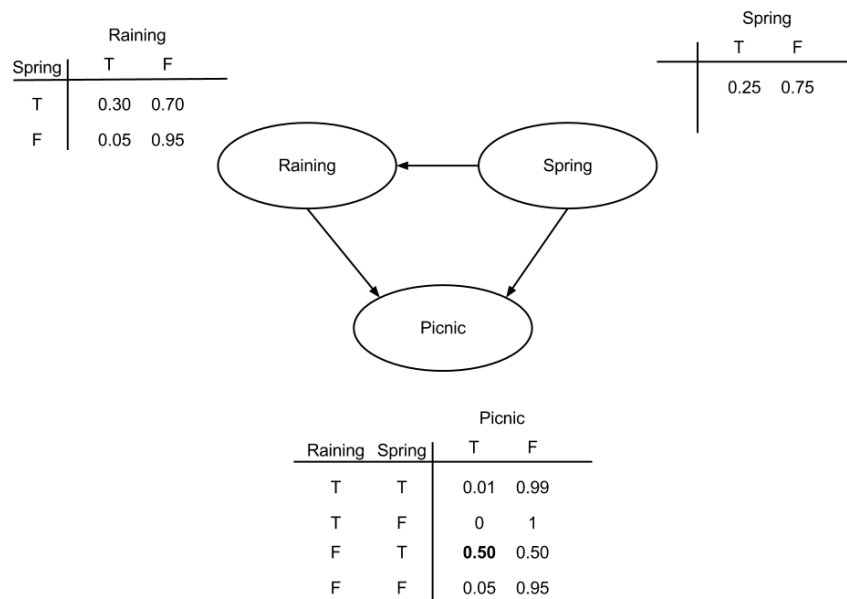 Raining
Spring T F
T 0.30 0.70
F 0.05 0.95
Spring
T F
0.25 0.75
Raining
Spring
Picnic
Picnic
Raining Spring T F
T T 0.01 0.99
T F 0 1
F T 0.50 0.50
F F 0.05 0.95